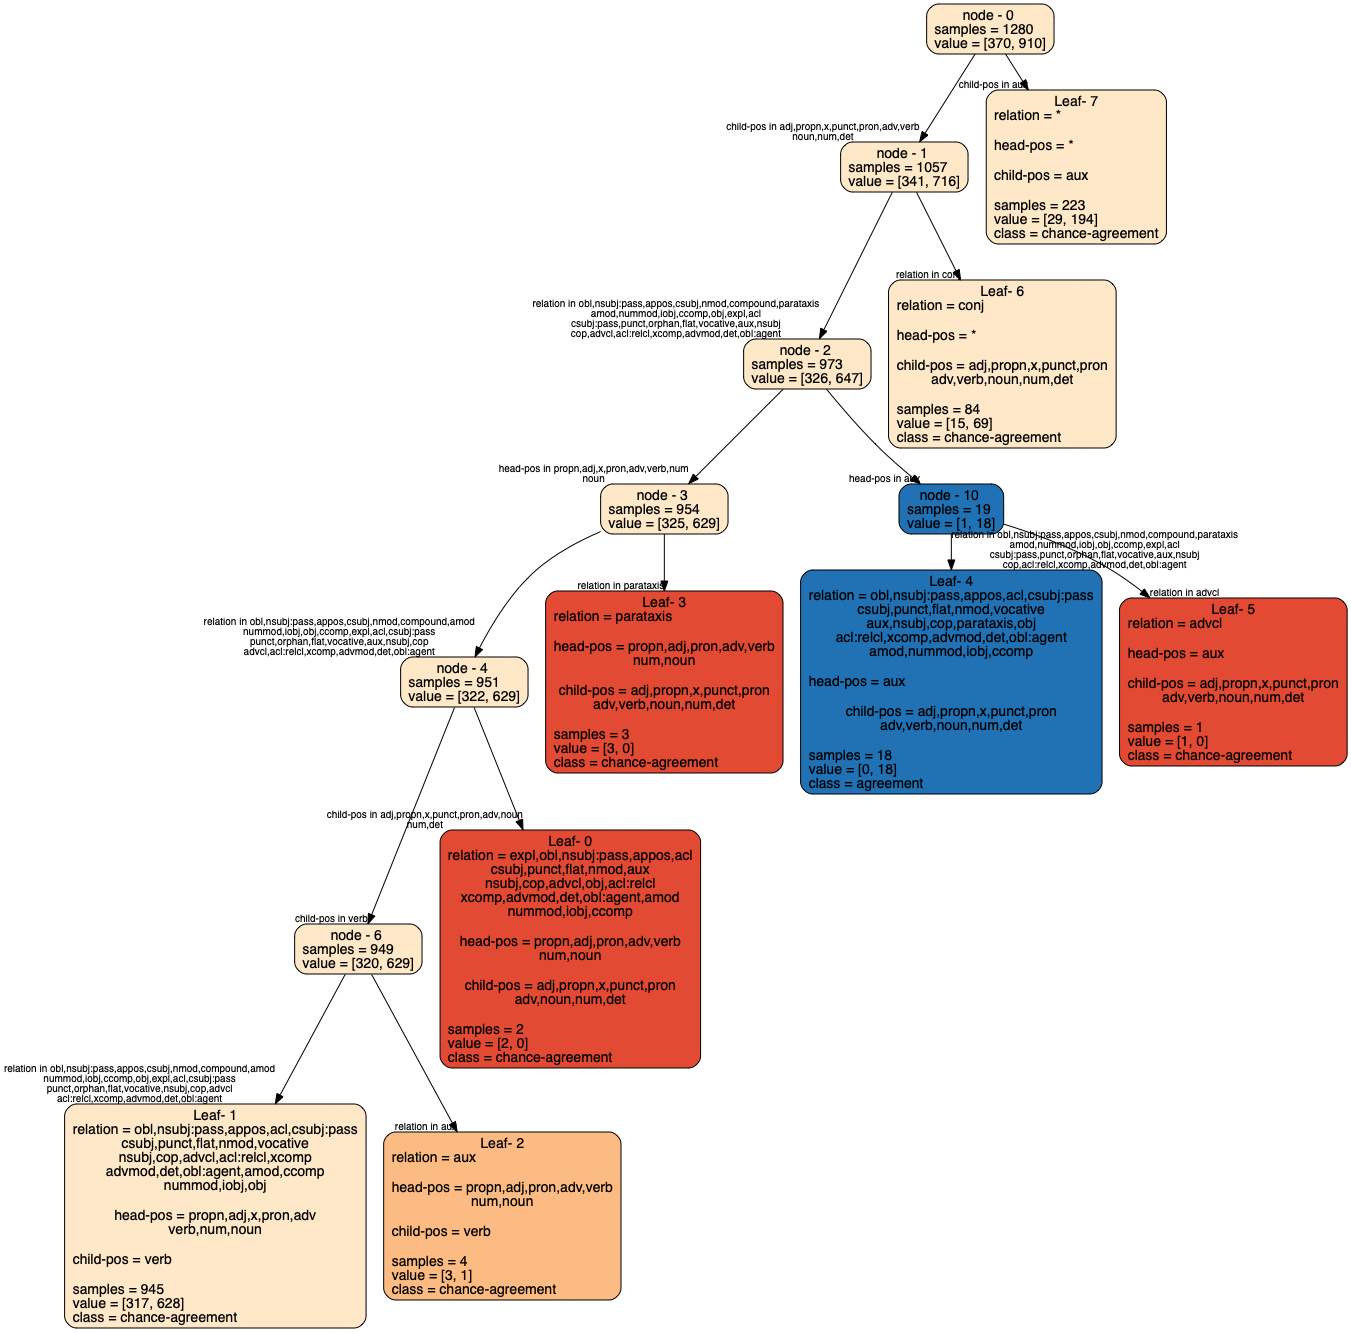 node - 0
samples = 1280
value = [370, 910]
child-pos in aux
Leaf- 7
relation = *
head-pos = *
child-pos = aux
samples = 223
value = [29, 194]
class = chance-agreement
child-pos in adj,propn,x,punct,pron,adv,verb
noun,num,det
node - 1
samples = 1057
value = [341, 716]
relation in conj
Leaf- 6
relation = conj
head-pos = *
child-pos = adj,propn,x,punct,pron
adv,verb,noun,num,det
samples = 84
value = [15, 69]
class = chance-agreement
relation in obl,nsubj:pass,appos,csubj,nmod,compound,parataxis
amod,nummod,iobj,ccomp,obj,expl,acl
csubj:pass,punct,orphan,flat,vocative,aux,nsubj
cop,advcl,acl:relcl,xcomp,advmod,det,obl:agent
node - 2
samples = 973
value = [326, 647]
head-pos in propn,adj,x,pron,adv,verb,num
noun
node - 3
samples = 954
value = [325, 629]
head-pos in aux
node - 10
samples = 19
value = [1, 18]
relation in obl,nsubj:pass,appos,csubj,nmod,compound,parataxis
amod,nummod,iobj,obj,ccomp,expl,acl
csubj:pass,punct,orphan,flat,vocative,aux,nsubj
cop,acl:relcl,xcomp,advmod,det,obl:agent
relation in parataxis
Leaf- 3
relation = parataxis
head-pos = propn,adj,pron,adv,verb
num,noun
child-pos = adj,propn,x,punct,pron
adv,verb,noun,num,det
samples = 3
value = [3, 0]
class = chance-agreement
Leaf- 4
relation = obl,nsubj:pass,appos,acl,csubj:pass
csubj,punct,flat,nmod,vocative
aux,nsubj,cop,parataxis,obj
acl:relcl,xcomp,advmod,det,obl:agent
amod,nummod,iobj,ccomp
head-pos = aux
child-pos = adj,propn,x,punct,pron
adv,verb,noun,num,det
samples = 18
value = [0, 18]
class = agreement
relation in advcl
Leaf- 5
relation = advcl
head-pos = aux
child-pos = adj,propn,x,punct,pron
adv,verb,noun,num,det
samples = 1
value = [1, 0]
class = chance-agreement
relation in obl,nsubj:pass,appos,csubj,nmod,compound,amod
nummod,iobj,obj,ccomp,expl,acl,csubj:pass
punct,orphan,flat,vocative,aux,nsubj,cop
advcl,acl:relcl,xcomp,advmod,det,obl:agent
node - 4
samples = 951
value = [322, 629]
child-pos in adj,propn,x,punct,pron,adv,noun
num,det
Leaf- 0
relation = expl,obl,nsubj:pass,appos,acl
csubj,punct,flat,nmod,aux
nsubj,cop,advcl,obj,acl:relcl
xcomp,advmod,det,obl:agent,amod
nummod,iobj,ccomp
head-pos = propn,adj,pron,adv,verb
num,noun
child-pos = adj,propn,x,punct,pron
adv,noun,num,det
samples = 2
value = [2, 0]
class = chance-agreement
child-pos in verb
node - 6
samples = 949
value = [320, 629]
relation in obl,nsubj:pass,appos,csubj,nmod,compound,amod
nummod,iobj,ccomp,obj,expl,acl,csubj:pass
punct,orphan,flat,vocative,nsubj,cop,advcl
acl:relcl,xcomp,advmod,det,obl:agent
Leaf- 1
relation = obl,nsubj:pass,appos,acl,csubj:pass
csubj,punct,flat,nmod,vocative
nsubj,cop,advcl,acl:relcl,xcomp
advmod,det,obl:agent,amod,ccomp
nummod,iobj,obj
head-pos = propn,adj,x,pron,adv
verb,num,noun
child-pos = verb
samples = 945
value = [317, 628]
class = chance-agreement
relation in aux
Leaf- 2
relation = aux
head-pos = propn,adj,pron,adv,verb
num,noun
child-pos = verb
samples = 4
value = [3, 1]
class = chance-agreement